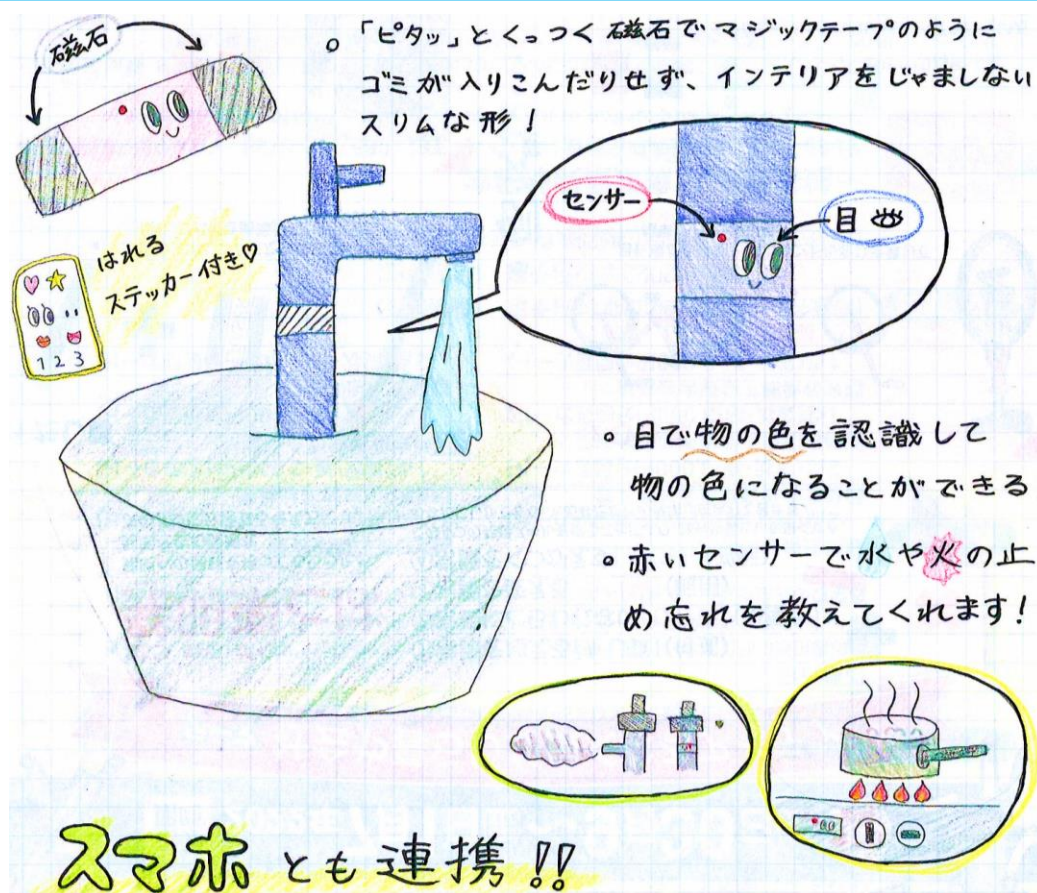 磁石
。「ピタッ」とくっつく磁石でマジックテープのように
ゴミが入りこんだりせず、インテリアをじゃましない
スリムな形!
センサー
目
はれる
ステッカー付き♡
1 2 3
。目で物の色を認識して
物の色になることができる
。赤いセンサーで水や火の止
め忘れを教えてくれます!
スマホとも連携!!